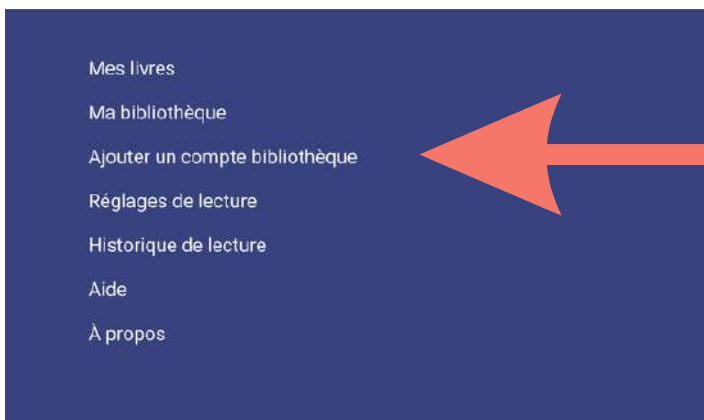 Mes livres
Ma bibliothèque
Ajouter un compte bibliothèque
Réglages de lecture
Historique de lecture
Aide
À propos